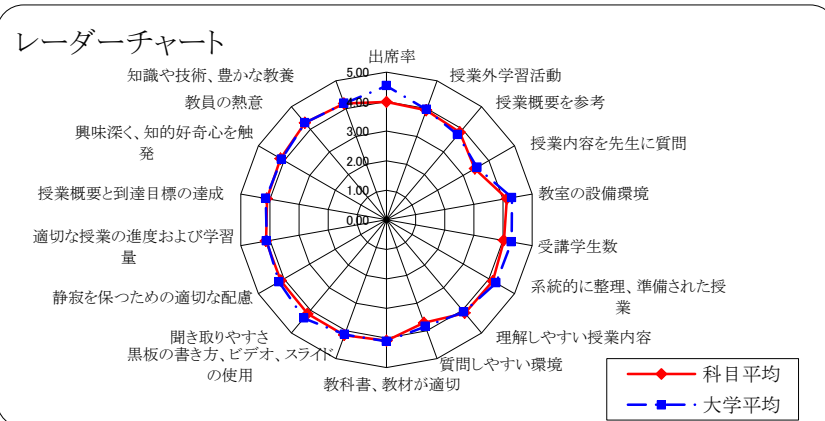 レーダーチャート
出席率
授業外学習活動
授業概要を参考
授業内容を先生に質問
教室の設備環境
受講学生数
系統的に整理、準備された授
業
理解しやすい授業内容
質問しやすい環境
教科書、教材が適切
黒板の書き方、ビデオ、スライド
の使用
聞き取りやすさ
静寂を保つための適切な配慮
適切な授業の進度および学習
量
授業概要と到達目標の達成
興味深く、知的好奇心を触
発
教員の熱意
知識や技術、豊かな教養
5.00
4.00
3.00
2.00
1.00
0.00
科目平均
大学平均